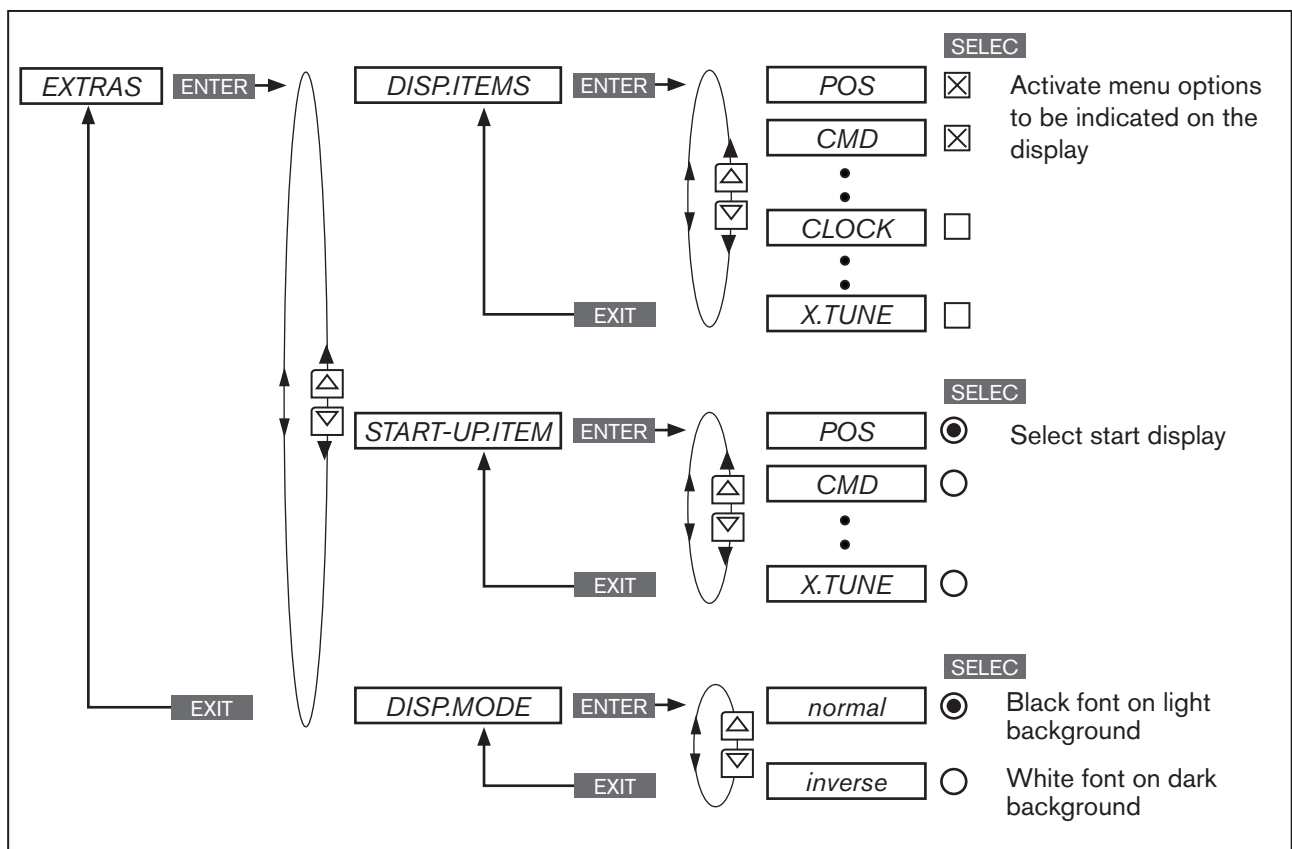 SELEC
EXTRAS ENTER DISP.ITEMS ENTER POS Activate menu options
to be indicated on the
CMD display
CLOCK
EXIT X.TUNE
SELEC
START-UP.ITEM ENTER POS Select start display
CMD
EXIT X.TUNE
SELEC
EXIT DISP.MODE ENTER normal Black font on light
background
EXIT inverse White font on dark
background